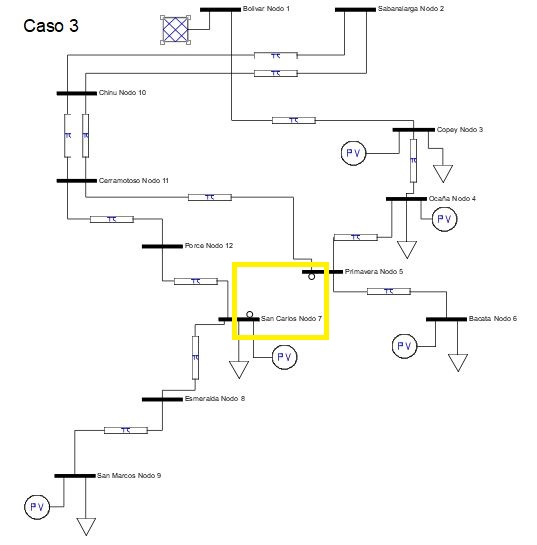 Bolivar Nodo 1
Sabanalarga Nodo 2
Caso 3
π
π
Chinu Nodo 10
π
π
π
Copey Nodo 3
PV
π
Cerramotoso Nodo 11
π
Ocaña Nodo 4
PV
π
π
Porce Nodo 12
Primavera Nodo 5
π
π
San Carlos Nodo 7
Bacata Nodo 6
PV
PV
π
Esmeralda Nodo 8
π
San Marcos Nodo 9
PV